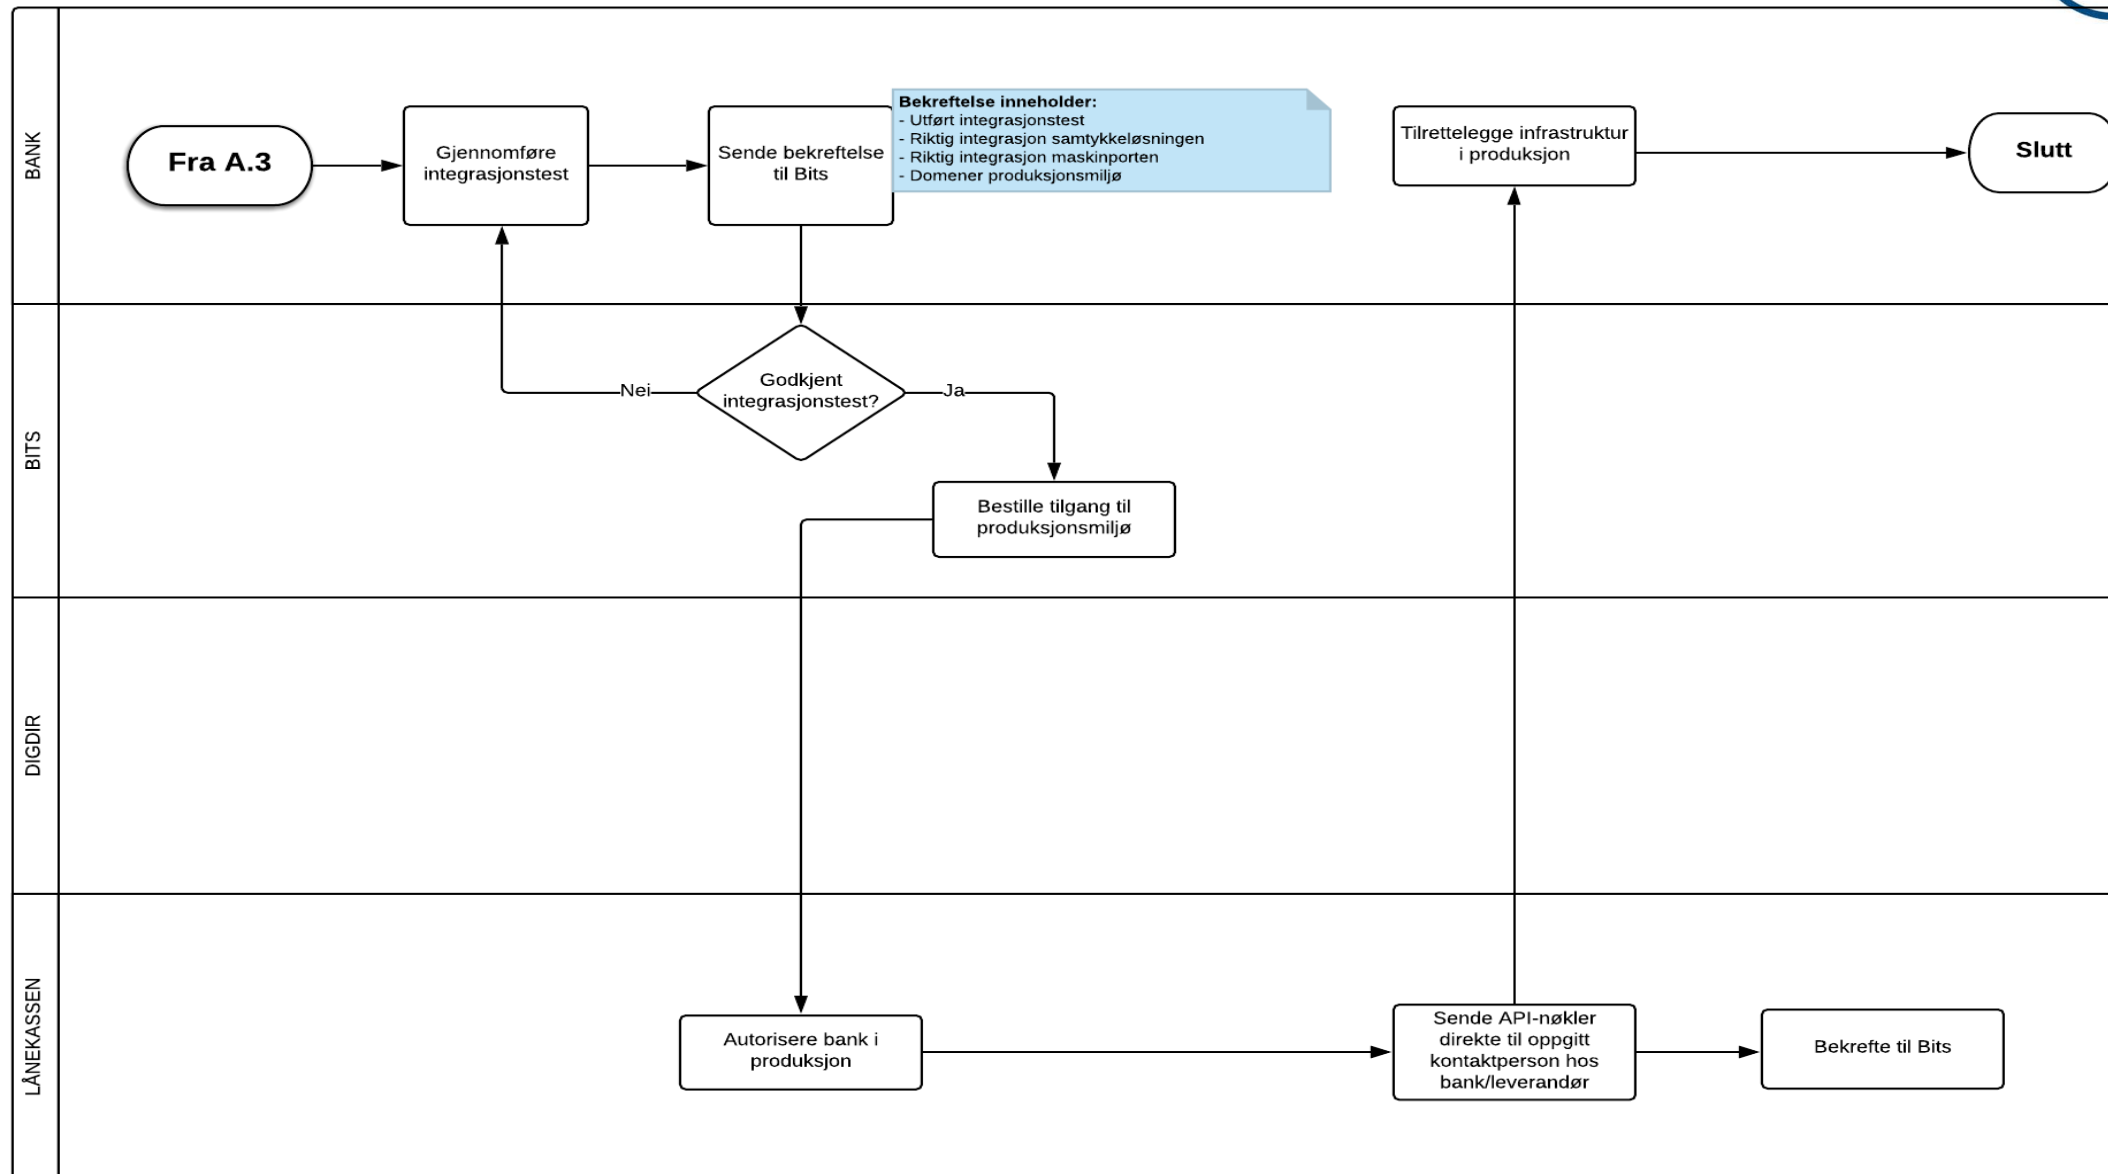 BANK
Fra A.3
Gjennomføre
integrasjonstest
Sende bekreftelse
til Bits
Bekreftelse inneholder:
- Utført integrasjonstest
- Riktig integrasjon samtykkeløsningen
- Riktig integrasjon maskinporten
- Domener produksjonsmiljø
Tilrettelegge infrastruktur
i produksjon
Slutt
BITS
Nei
Godkjent
integrasjonstest?
Ja
Bestille tilgang til
produksjonsmiljø
DIGDIR
LÅNEKASSEN
Autorisere bank i
produksjon
Sende API-nøkler
direkte til oppgitt
kontaktperson hos
bank/leverandør
Bekrefte til Bits